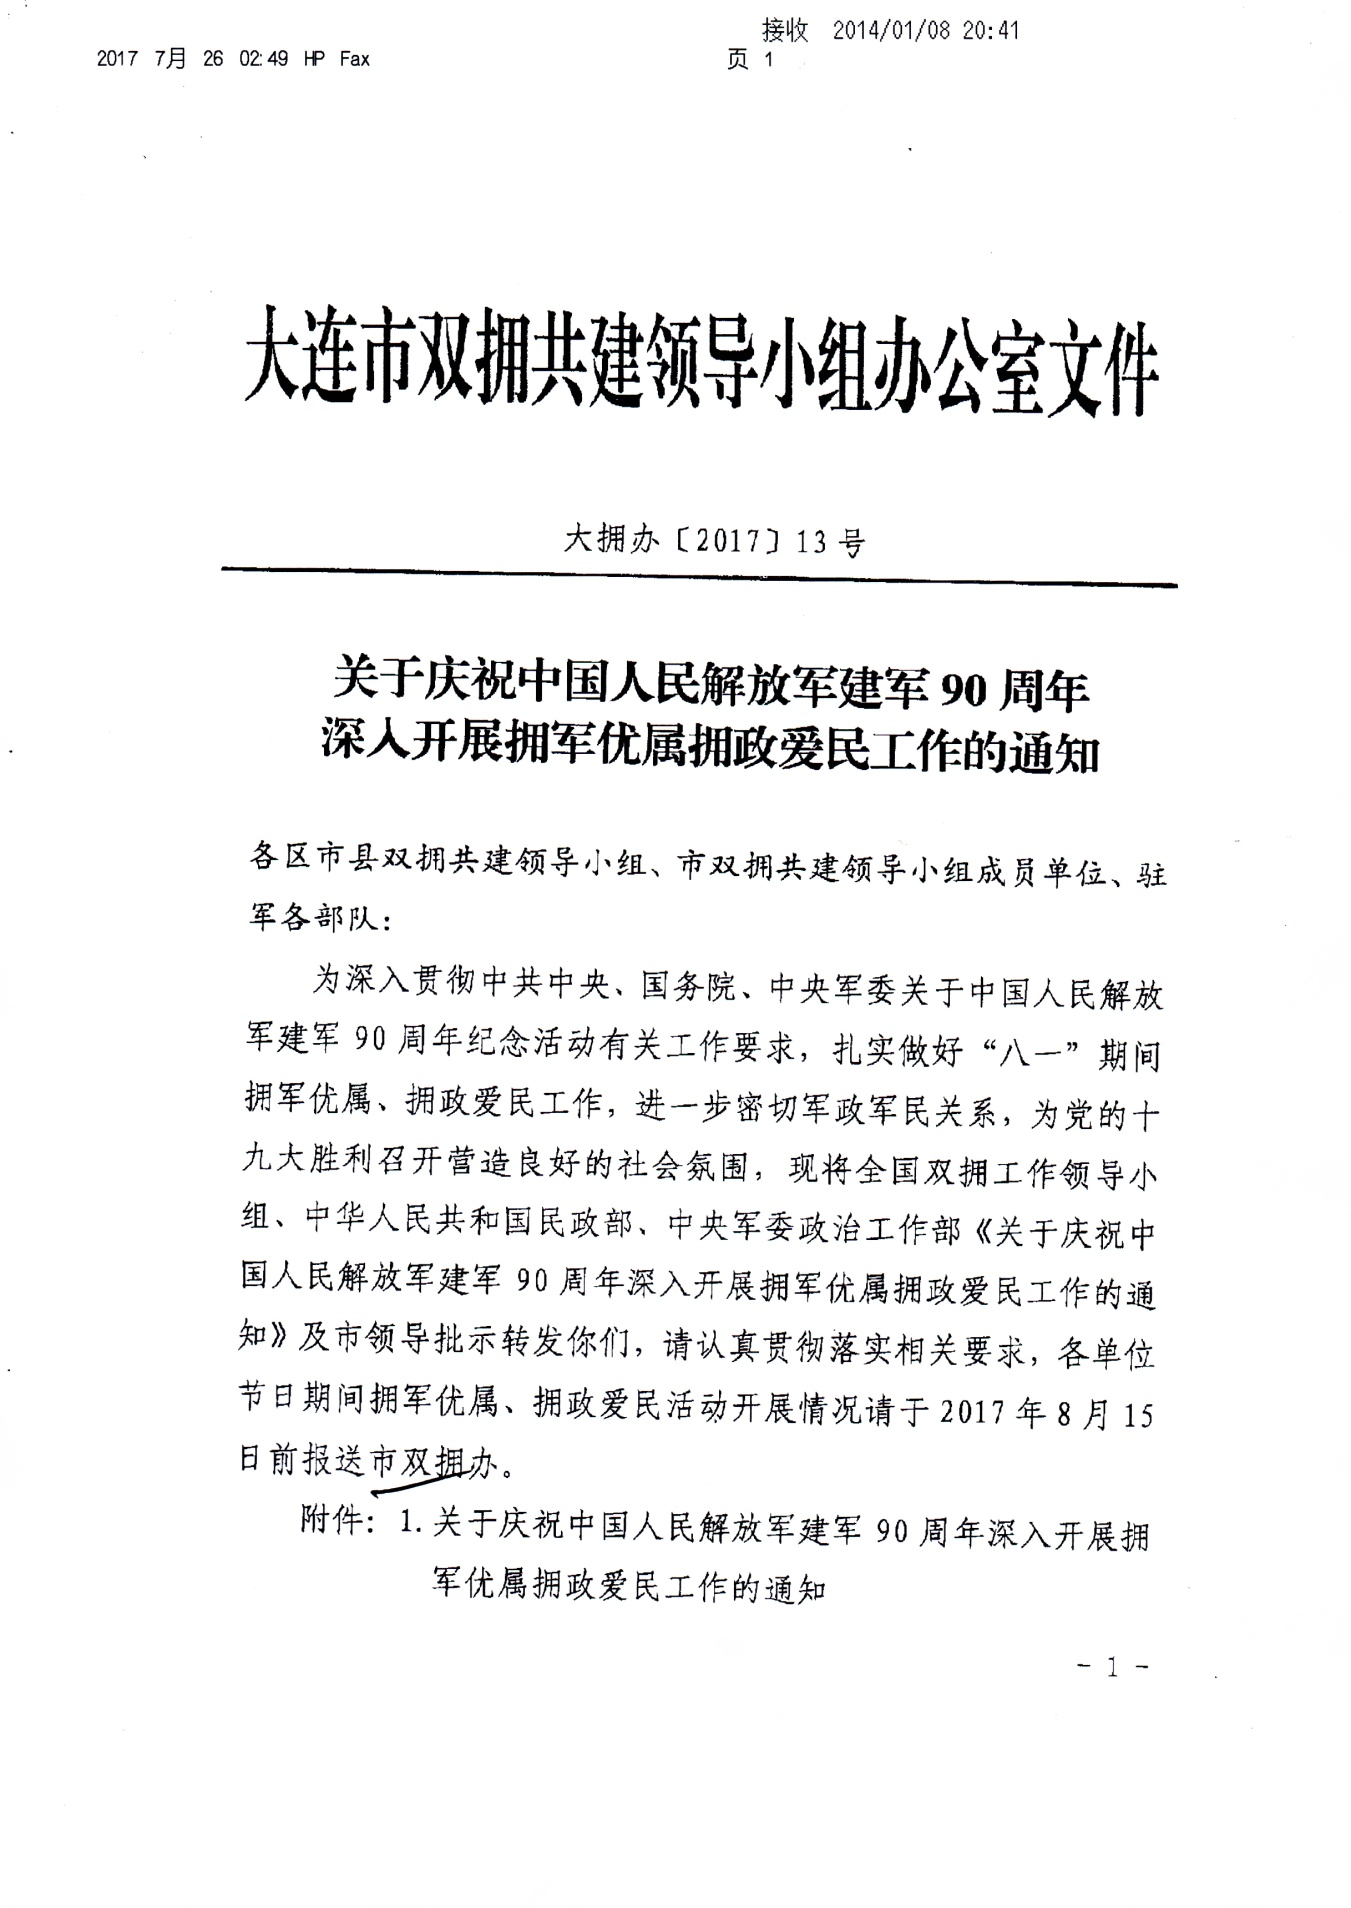 接收 2014/01/08 20:41
2017 7月 26 02:49 HP Fax 页 1
大连市双拥共建领导小组办公室文件
大拥办〔2017〕13号
关于庆祝中国人民解放军建军90周年
深入开展拥军优属拥政爱民工作的通知
各区市县双拥共建领导小组、市双拥共建领导小组成员单位、驻
军各部队：
为深入贯彻中共中央、国务院、中央军委关于中国人民解放
军建军90周年纪念活动有关工作要求，扎实做好“八一”期间
拥军优属、拥政爱民工作，进一步密切军政军民关系，为党的十
九大胜利召开营造良好的社会氛围，现将全国双拥工作领导小
组、中华人民共和国民政部、中央军委政治工作部《关于庆祝中
国人民解放军建军90周年深入开展拥军优属拥政爱民工作的通
知》及市领导批示转发你们，请认真贯彻落实相关要求，各单位
节日期间拥军优属、拥政爱民活动开展情况请于2017年8月15
日前报送市双拥办。
附件：1.关于庆祝中国人民解放军建军90周年深入开展拥
军优属拥政爱民工作的通知
- 1 -